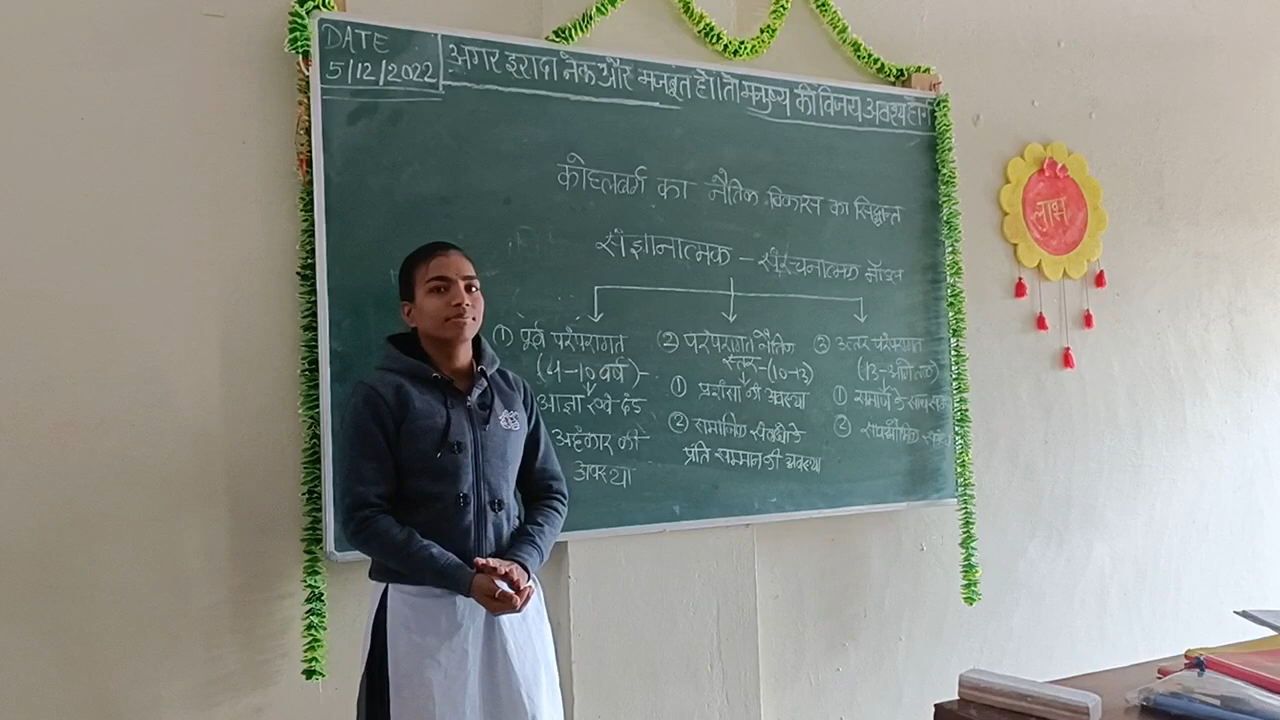 DATE
5/12/2022
अगर इरादा नेक और मजबूत हो। तो मनुष्य की विजय अवश्य होग
कोहलबर्ग का नैतिक विकास का सिद्धान्त
संज्ञानात्मक - संरचनात्मक मॉडल
① पूर्व परंपरागत
(4-10 वर्ष)-
आज्ञा एवं दंड
अहंकार की
अवस्था
② परंपरागत नैतिक
स्तर-(10-13)
① प्रशंसा की अवस्था
② सामाजिक
प्रति सम्मान की अवस्था
③ उत्तर परंपरागत
(13-
①
②
लाभ